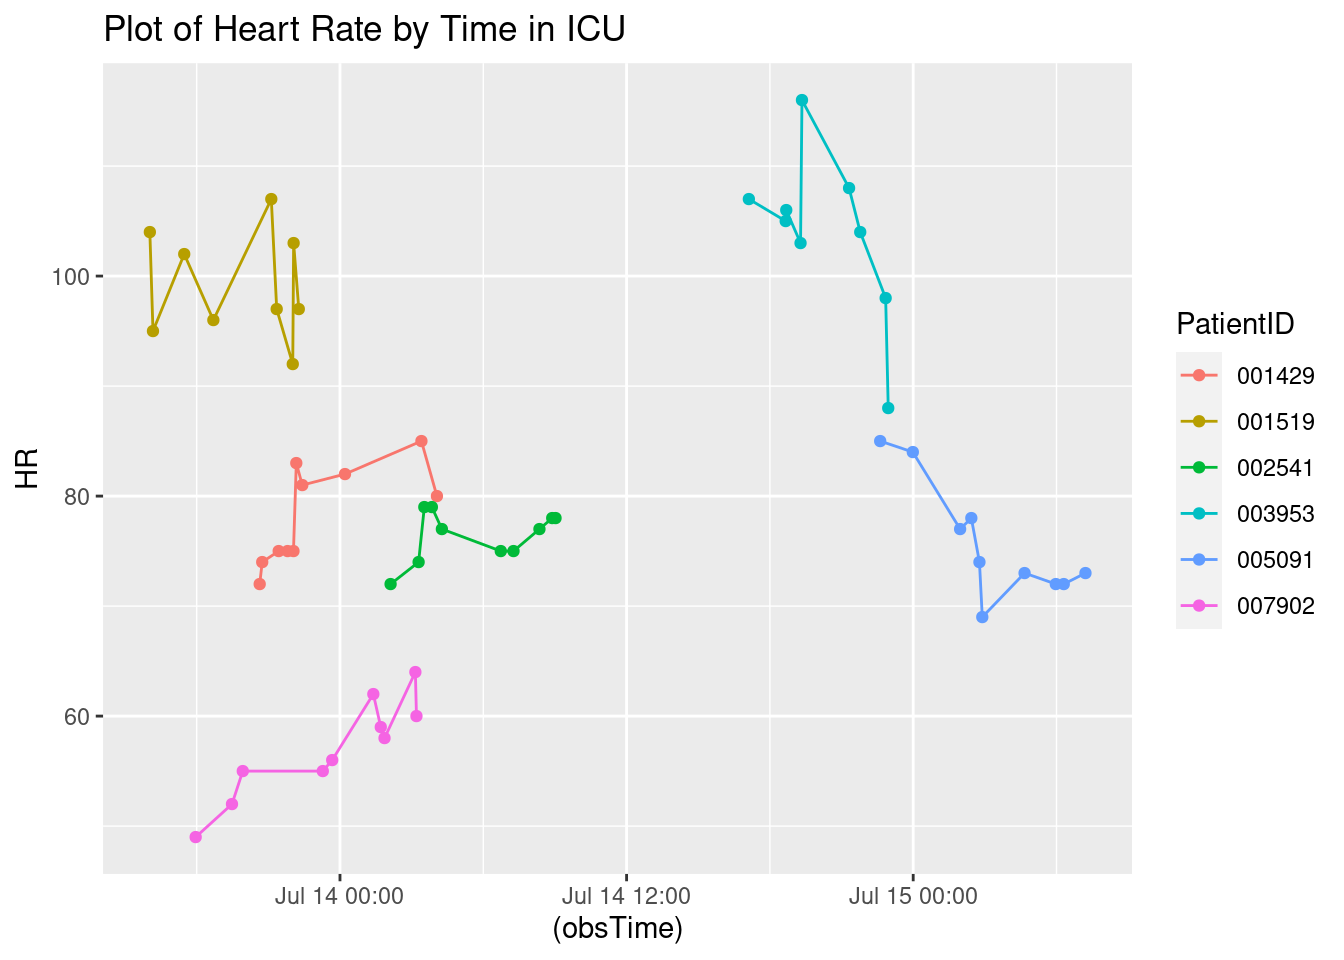 Plot of Heart Rate by Time in ICU
HR
100
80
60
Jul 14 00:00
Jul 14 12:00
Jul 15 00:00
(obsTime)
PatientID
001429
001519
002541
003953
005091
007902